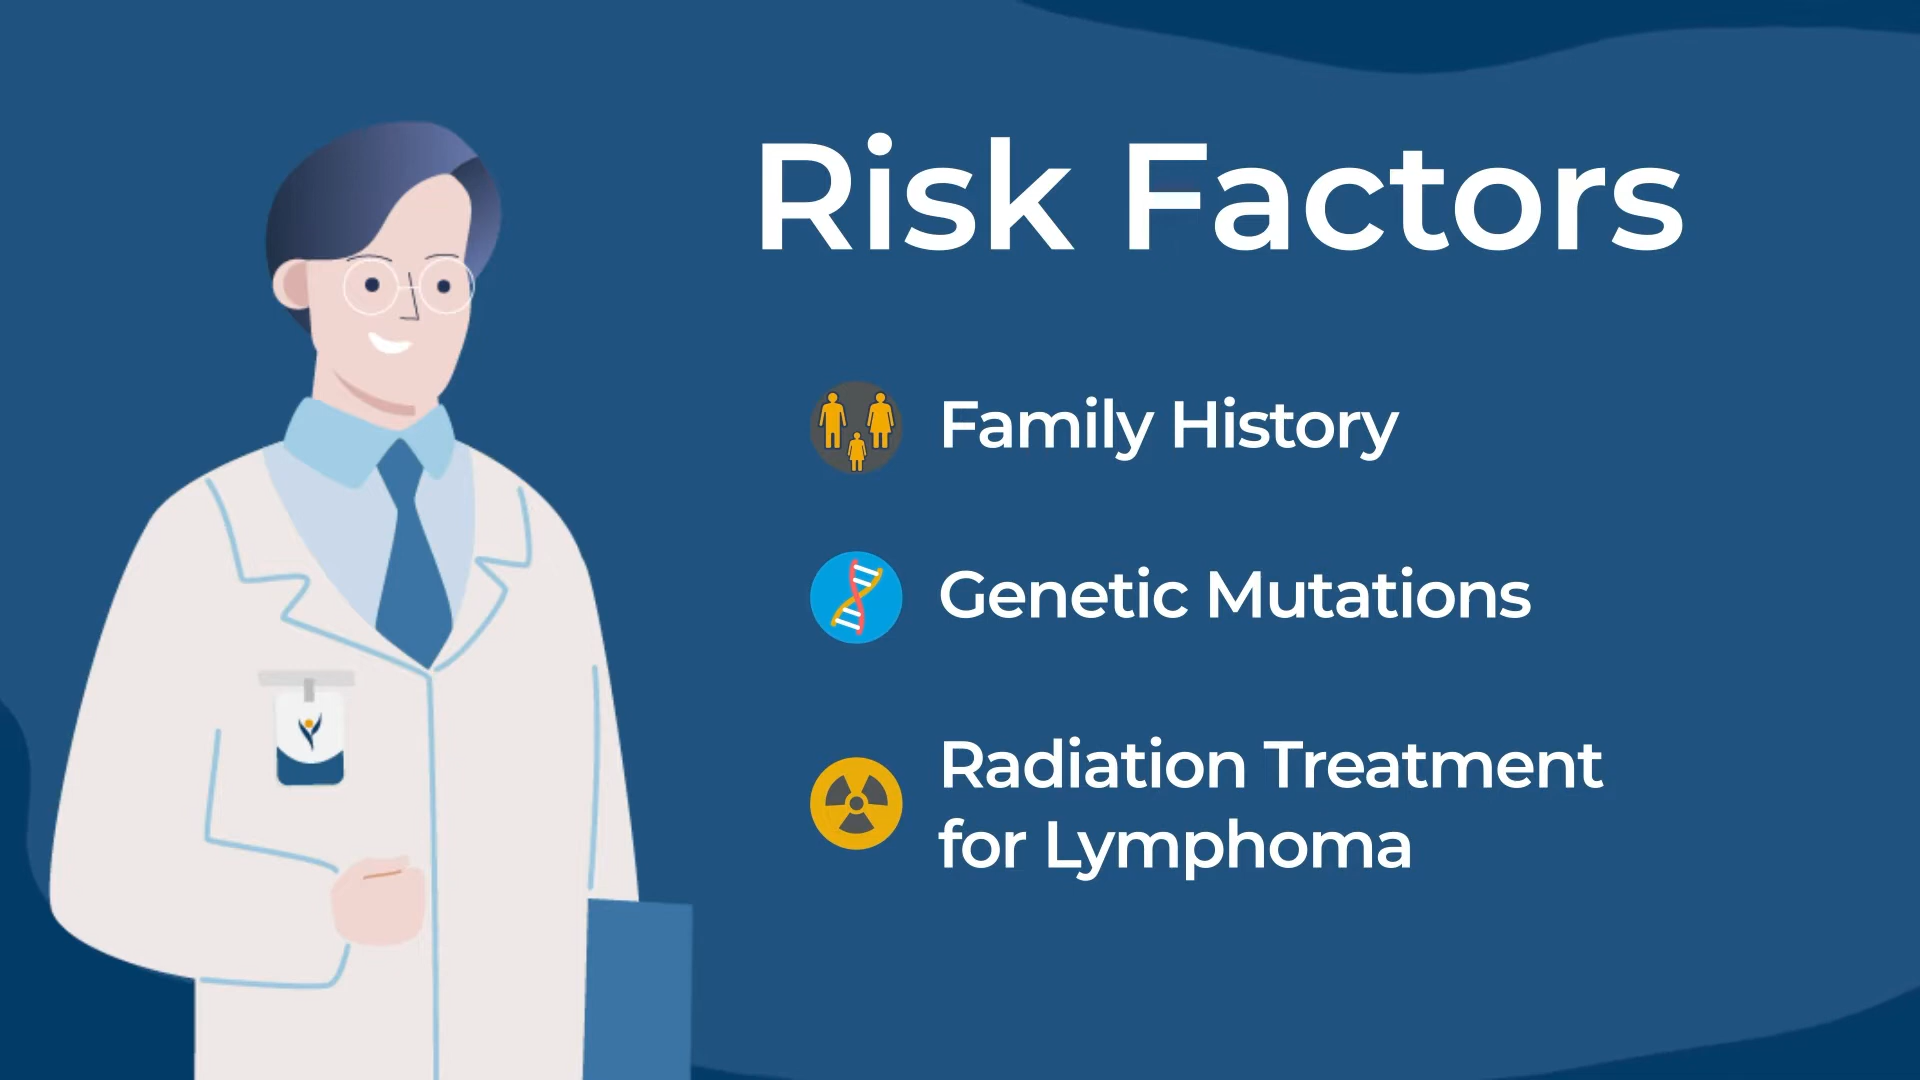 Risk Factors
Family History
Genetic Mutations
Radiation Treatment
for Lymphoma